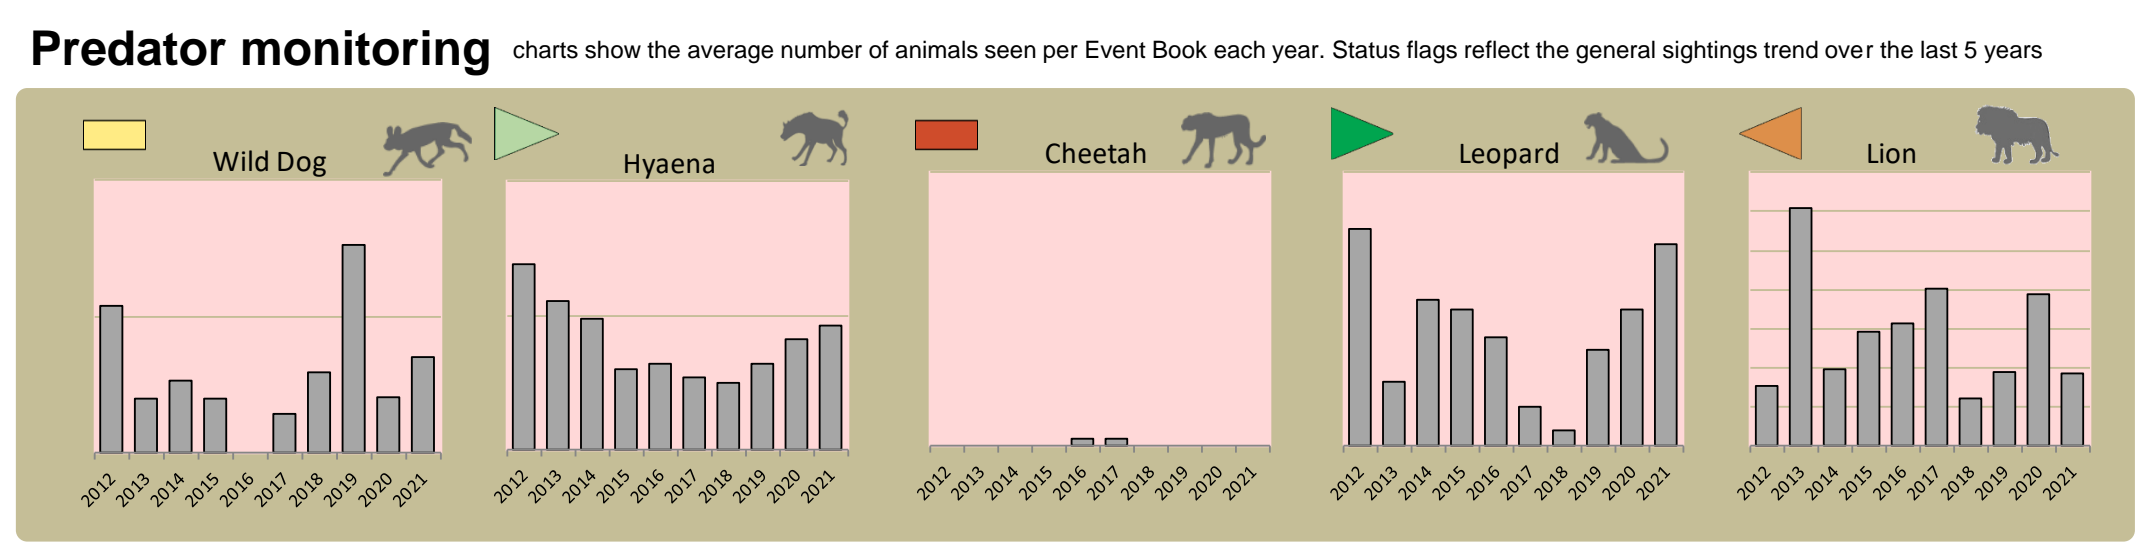 Predator monitoring charts show the average number of animals seen per Event Book each year. Status flags reflect the general sightings trend over the last 5 years
Wild Dog
2012 2013 2014 2015 2016 2017 2018 2019 2020 2021
Hyaena
2012 2013 2014 2015 2016 2017 2018 2019 2020 2021
Cheetah
2012 2013 2014 2015 2016 2017 2018 2019 2020 2021
Leopard
2012 2013 2014 2015 2016 2017 2018 2019 2020 2021
Lion
2012 2013 2014 2015 2016 2017 2018 2019 2020 2021